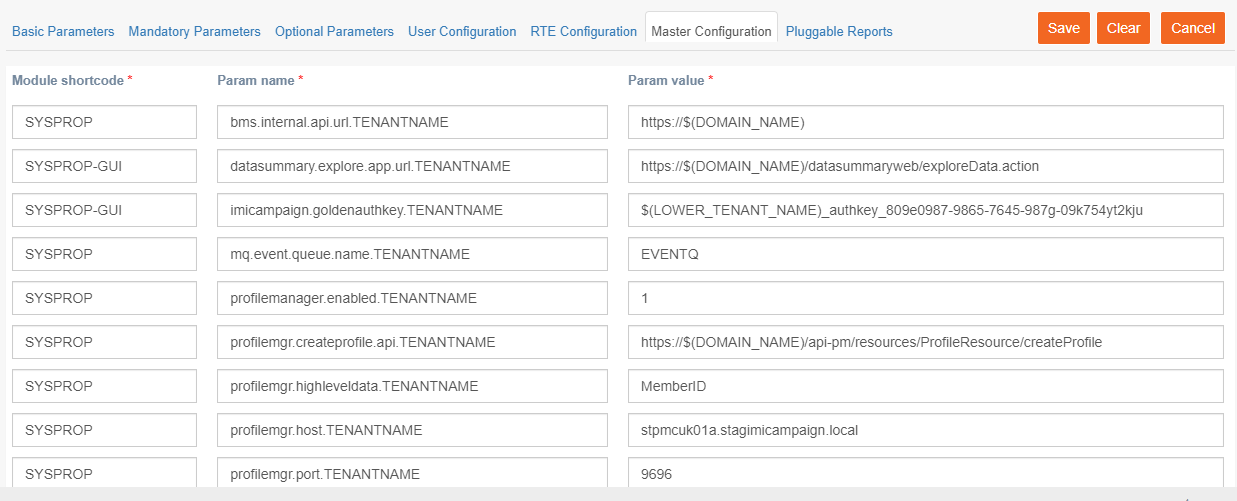 Basic Parameters Mandatory Parameters Optional Parameters User Configuration RTE Configuration Master Configuration Pluggable Reports Save Clear Cancel
Module shortcode * Param name * Param value *
SYSPROP bms.internal.api.url.TENANTNAME https://$(DOMAIN_NAME)
SYSPROP-GUI datasummary.explore.app.url.TENANTNAME https://$(DOMAIN_NAME)/datasummaryweb/exploreData.action
SYSPROP-GUI imicampaign.goldenauthkey.TENANTNAME $(LOWER_TENANT_NAME)_authkey_809e0987-9865-7645-987g-09k754yt2kju
SYSPROP mq.event.queue.name.TENANTNAME EVENTQ
SYSPROP profilemanager.enabled.TENANTNAME 1
SYSPROP profilemgr.createprofile.api.TENANTNAME https://$(DOMAIN_NAME)/api-pm/resources/ProfileResource/createProfile
SYSPROP profilemgr.highleveldata.TENANTNAME MemberID
SYSPROP profilemgr.host.TENANTNAME stpmcuk01a.stagimicampaign.local
SYSPROP profilemgr.port.TENANTNAME 9696